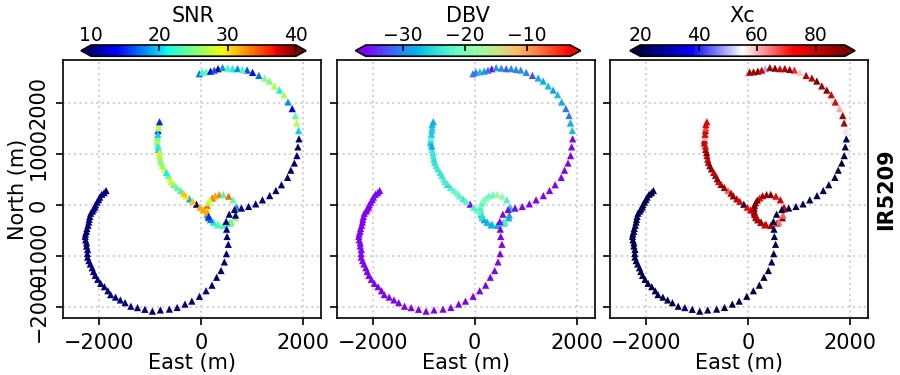 SNR DBV Xc
10 20 30 40 −30 −20 −10 20 40 60 80
North (m)
2000
1000
0
−1000
−2000
IR5209
−2000 0 2000 −2000 0 2000 −2000 0 2000
East (m) East (m) East (m)